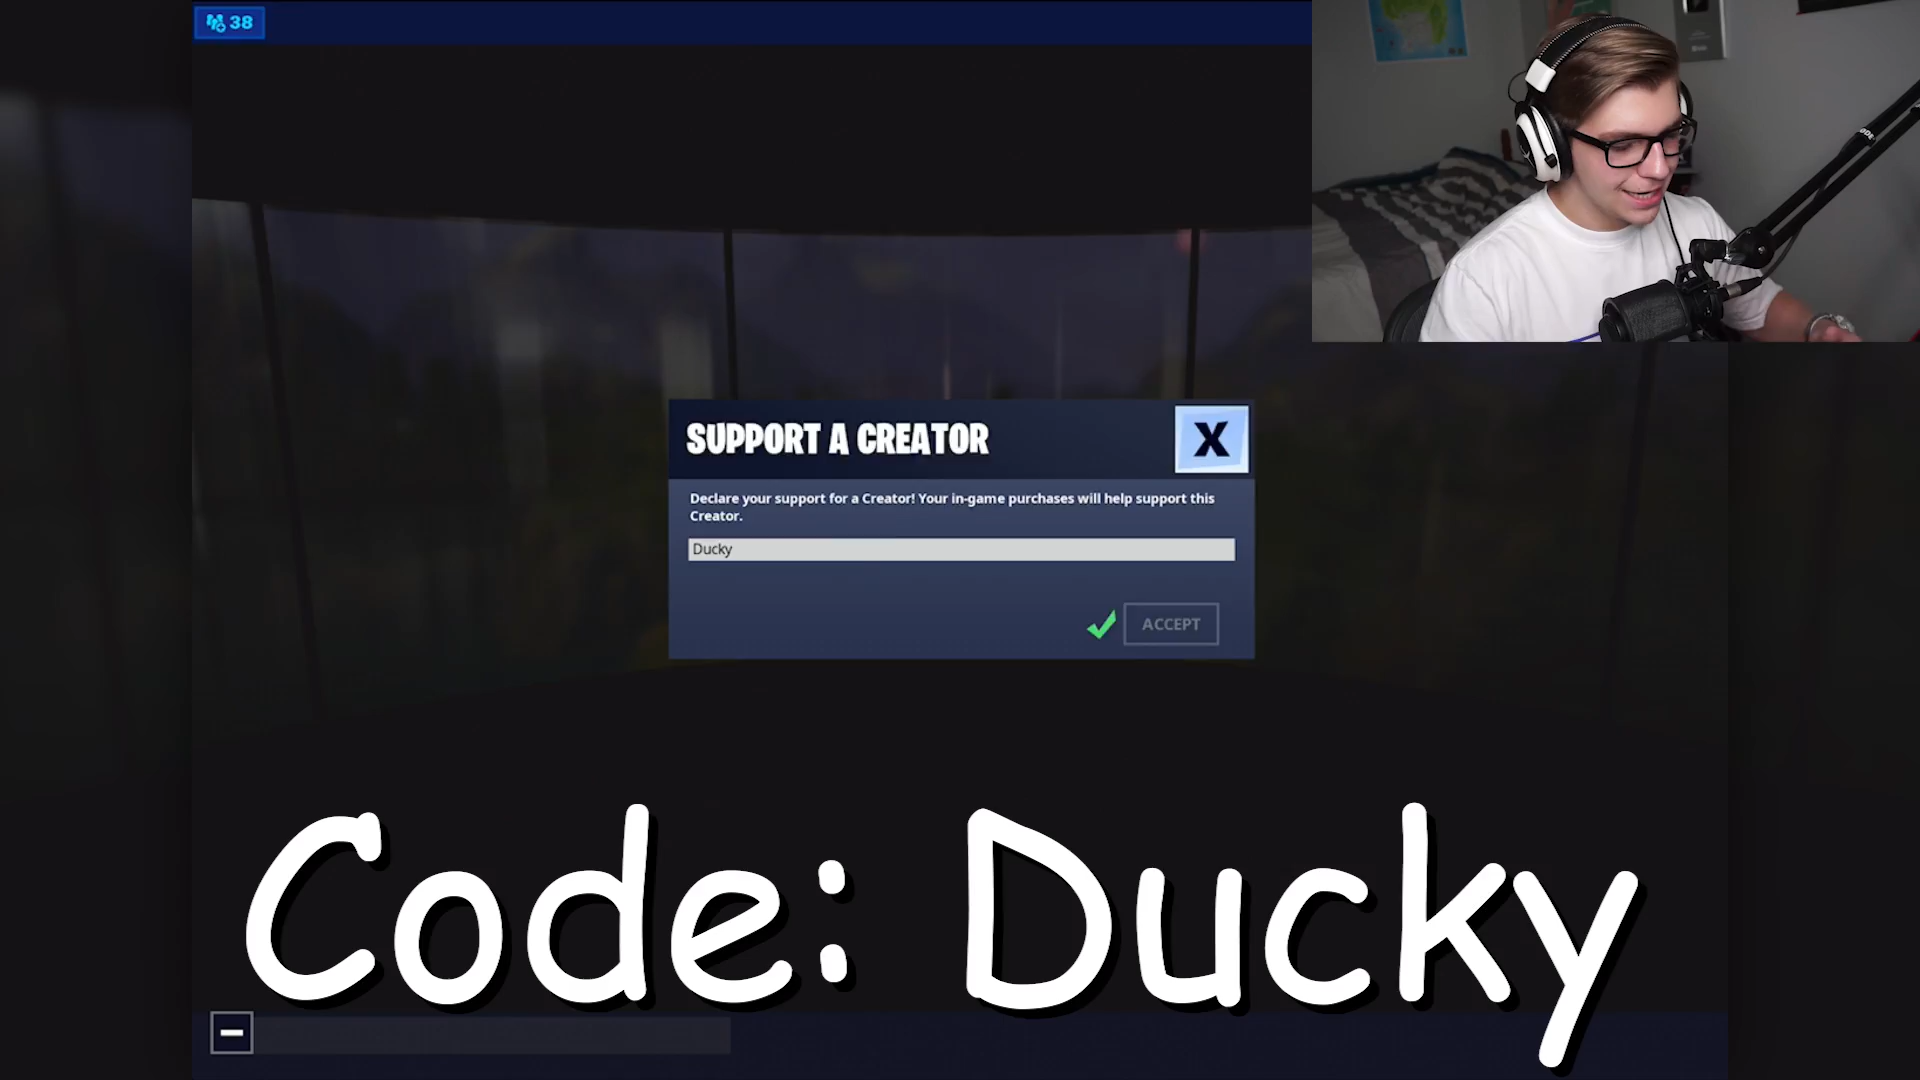 38
SUPPORT A CREATOR
X
Declare your support for a Creator! Your in-game purchases will help support this
Creator.
Ducky
ACCEPT
Code: Ducky